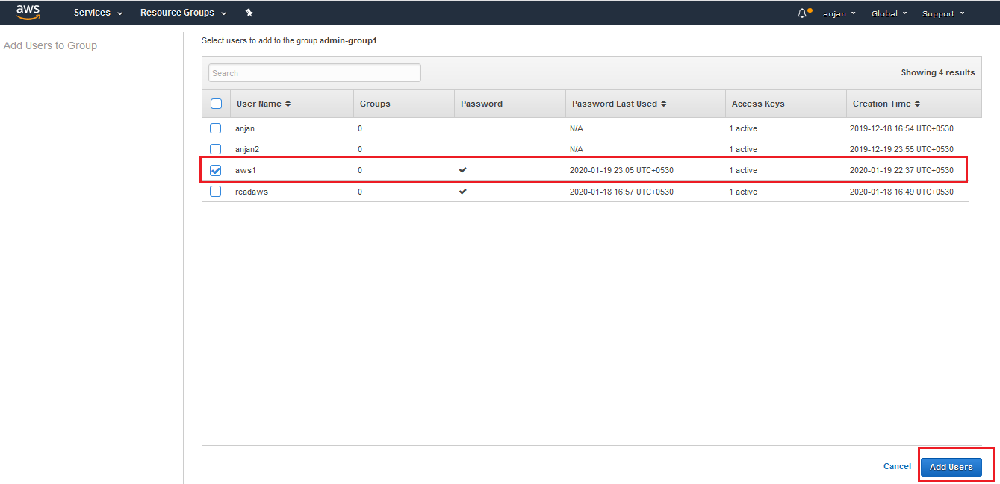 aws Services Resource Groups anjan Global Support
Add Users to Group
Select users to add to the group admin-group1
Search Showing 4 results
User Name Groups Password Password Last Used Access Keys Creation Time
anjan 0 N/A 1 active 2019-12-18 16:54 UTC+0530
anjan2 0 N/A 1 active 2019-12-19 23:55 UTC+0530
aws1 0 2020-01-19 23:05 UTC+0530 1 active 2020-01-19 22:37 UTC+0530
readaws 0 2020-01-18 16:57 UTC+0530 1 active 2020-01-18 16:49 UTC+0530
Cancel Add Users